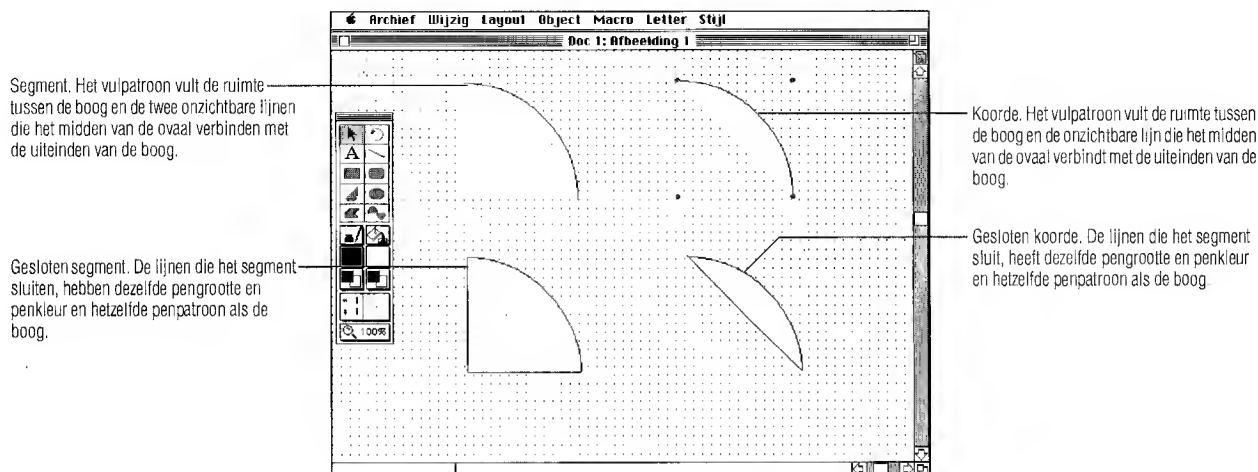 Archief Wijzig Layout Object Macro Letter Stijl
Doc 1: Afbeelding 1
Segment. Het vulpatroon vult de ruimte
tussen de boog en de twee onzichtbare lijnen
die het midden van de ovaal verbinden met
de uiteinden van de boog.
Koorde. Het vulpatroon vult de ruimte tussen
de boog en de onzichtbare lijn die het midden
van de ovaal verbindt met de uiteinden van de
boog.
A
Gesloten segment. De lijnen die het segment
sluiten, hebben dezelfde pengrootte en
penkleur en hetzelfde penpatroon als de
boog.
Gesloten koorde. De lijnen die het segment
sluit, heeft dezelfde pengrootte en penkleur
en hetzelfde penpatroon als de boog.
100%